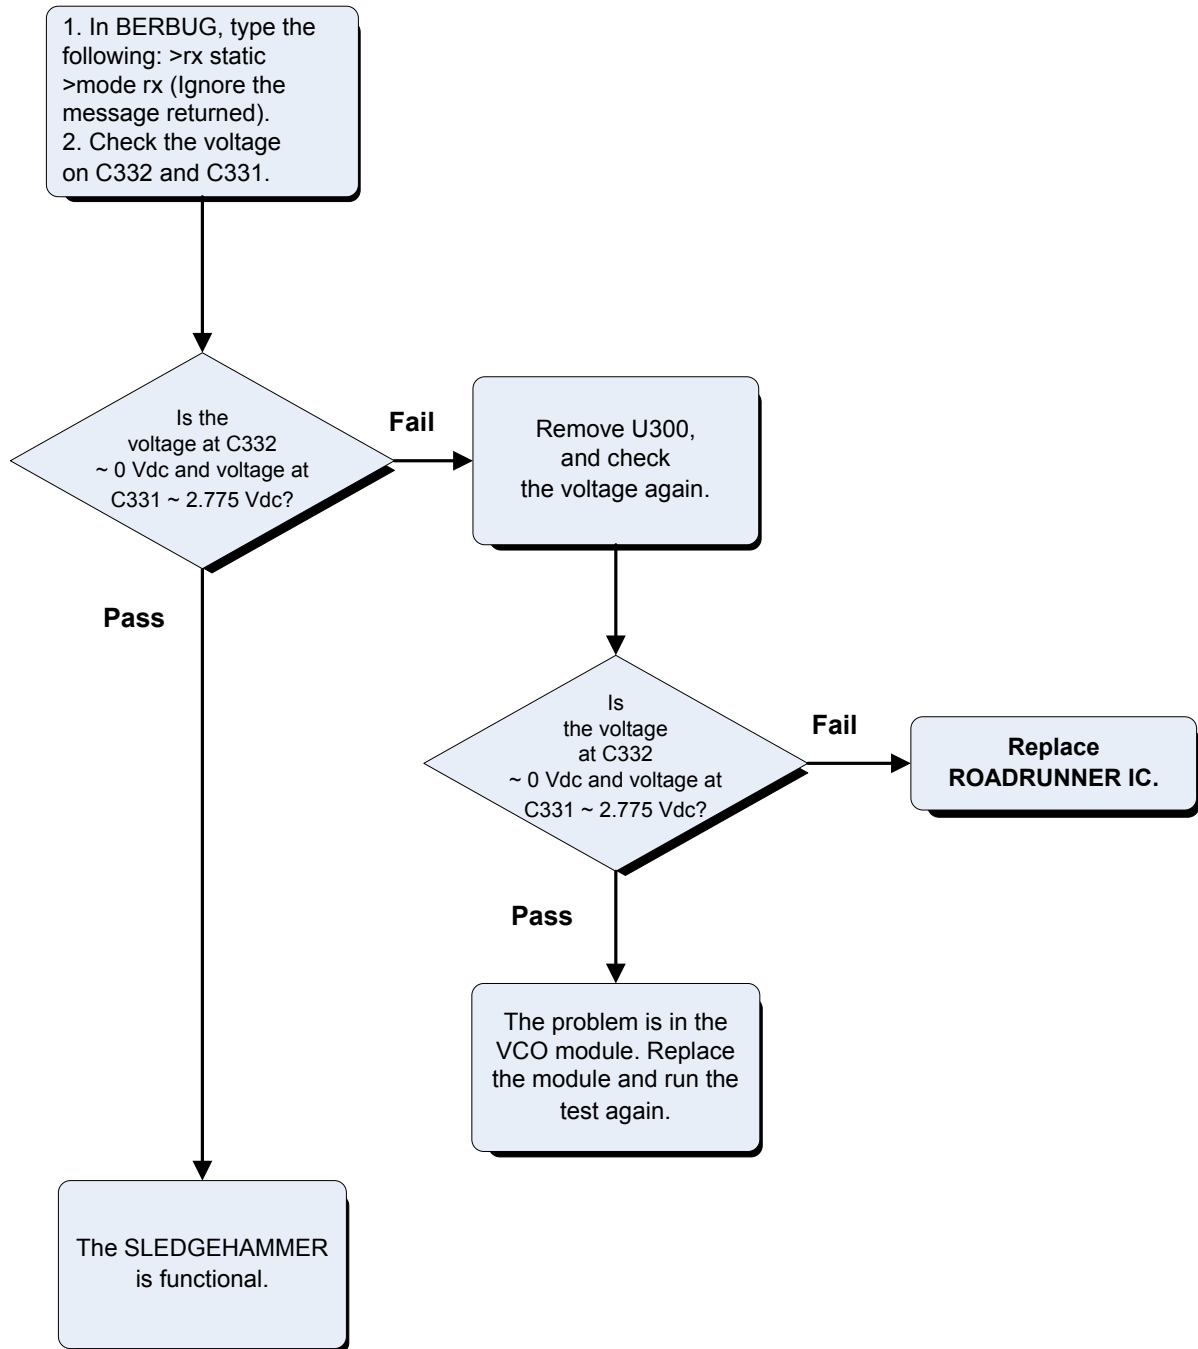 1. In BERBUG, type the
following: >rx static
>mode rx (Ignore the
message returned).
2. Check the voltage
on C332 and C331.
Is the
voltage at C332
~ 0 Vdc and voltage at
C331 ~ 2.775 Vdc?
Fail
Remove U300,
and check
the voltage again.
Pass
Is
the voltage
at C332
~ 0 Vdc and voltage at
C331 ~ 2.775 Vdc?
Fail
Replace
ROADRUNNER IC.
Pass
The problem is in the
VCO module. Replace
the module and run the
test again.
The SLEDGEHAMMER
is functional.